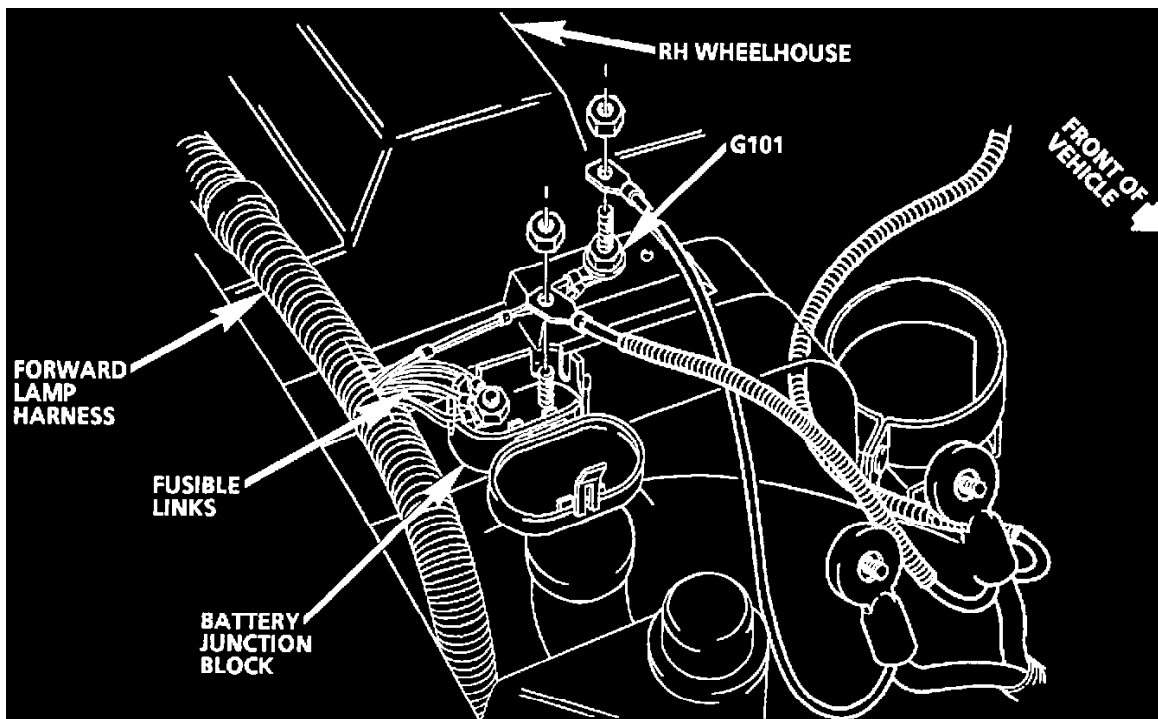 RH WHEELHOUSE
G101
FRONT OF
VEHICLE
FORWARD
LAMP
HARNESS
FUSIBLE
LINKS
BATTERY
JUNCTION
BLOCK